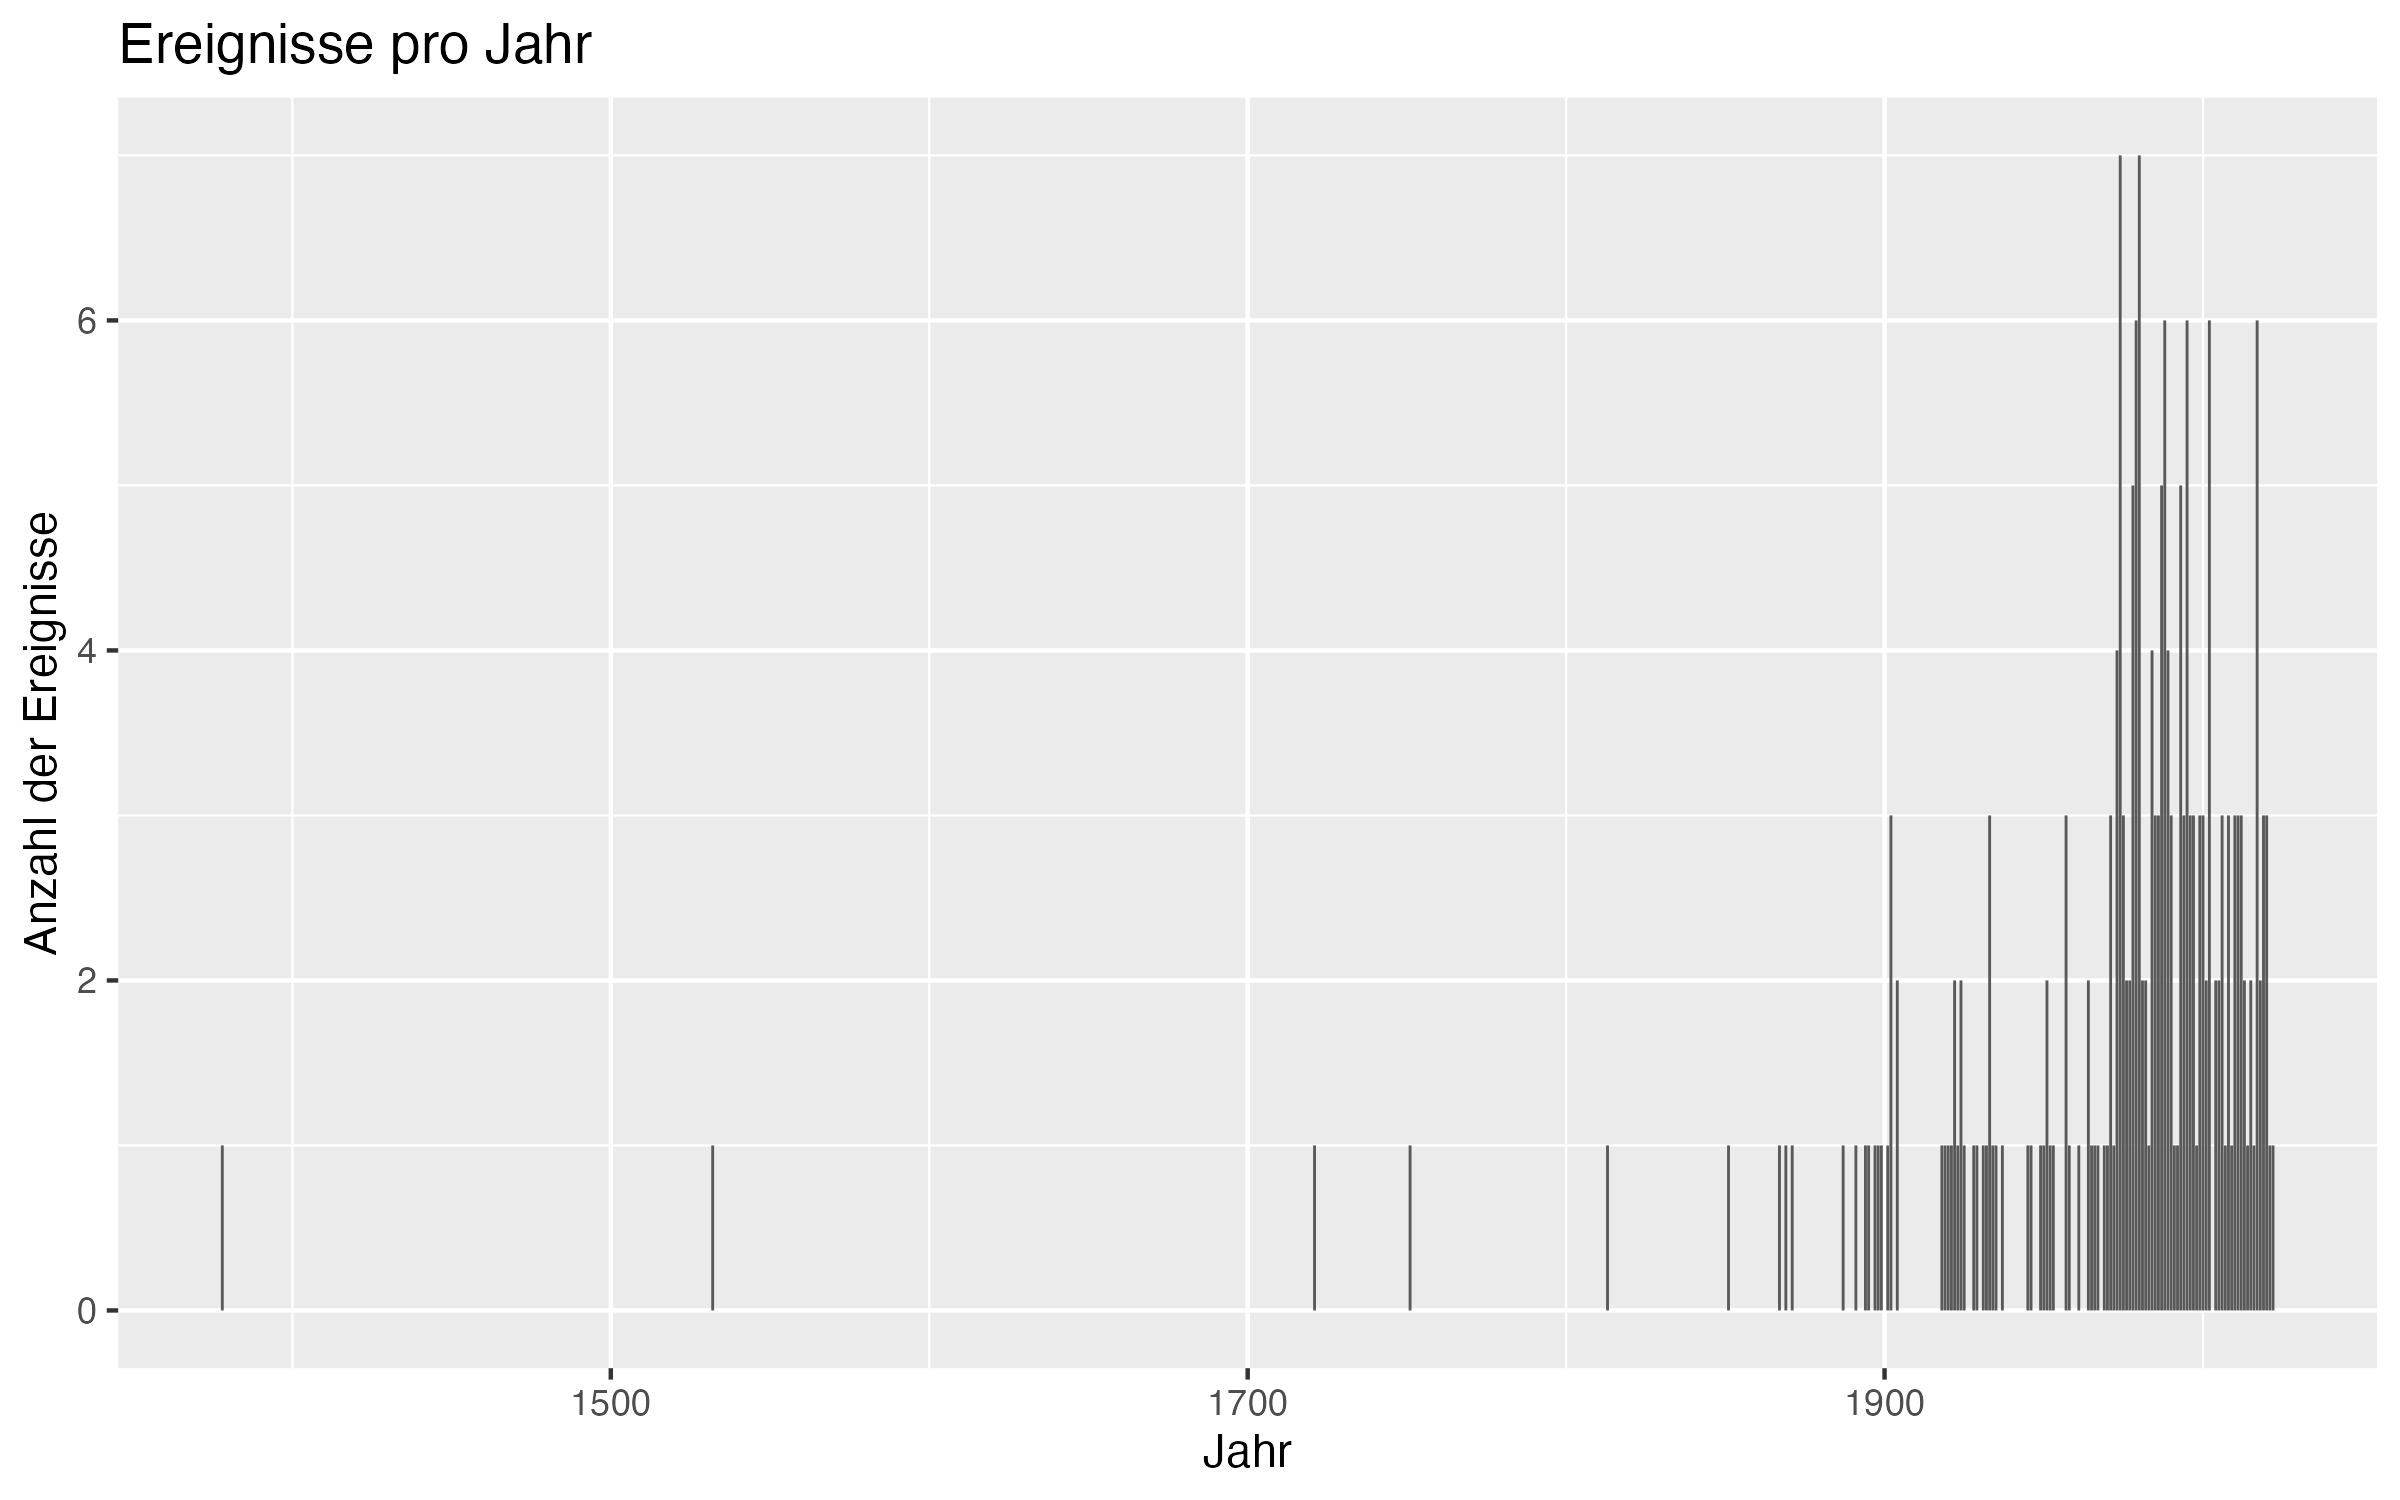 Ereignisse pro Jahr
Anzahl der Ereignisse
6
4
2
0
1500
1700
1900
Jahr